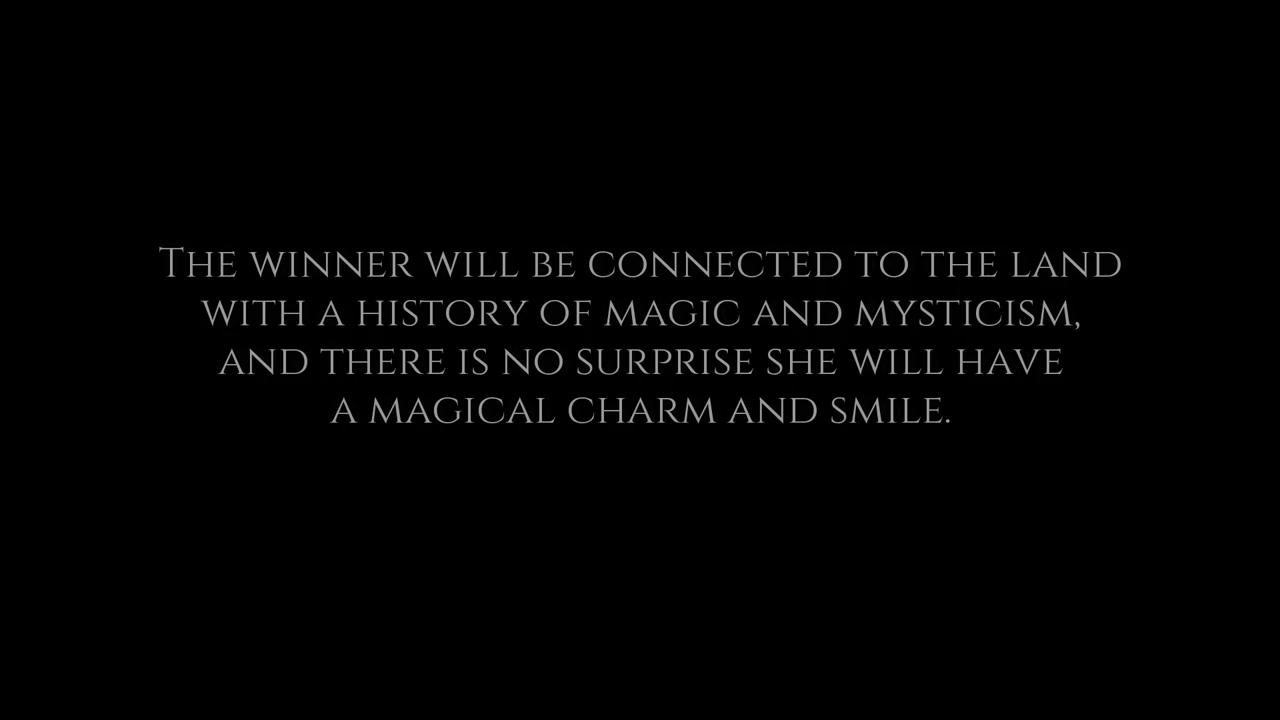 The winner will be connected to the land
with a history of magic and mysticism,
and there is no surprise she will have
a magical charm and smile.